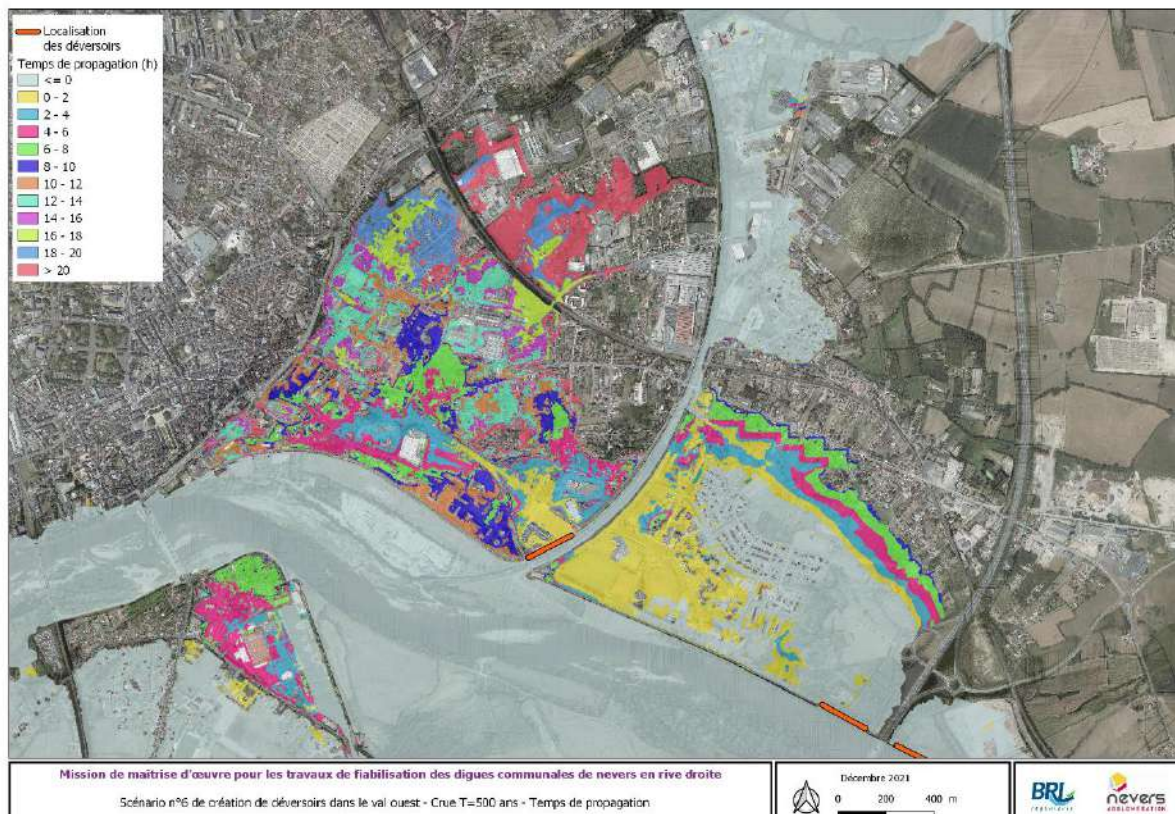 Localisation
des déversoirs
Temps de propagation (h)
<= 0
0 - 2
2 - 4
4 - 6
6 - 8
8 - 10
10 - 12
12 - 14
14 - 16
16 - 18
18 - 20
> 20
Mission de maîtrise d'œuvre pour les travaux de fiabilisation des digues communales de nevers en rive droite
Scénario n°6 de création de déversoirs dans le val ouest - Crue T=500 ans - Temps de propagation
Décembre 2021
0 200 400 m
BRL
Ingénierie
nevers
AGGLOMÉRATION